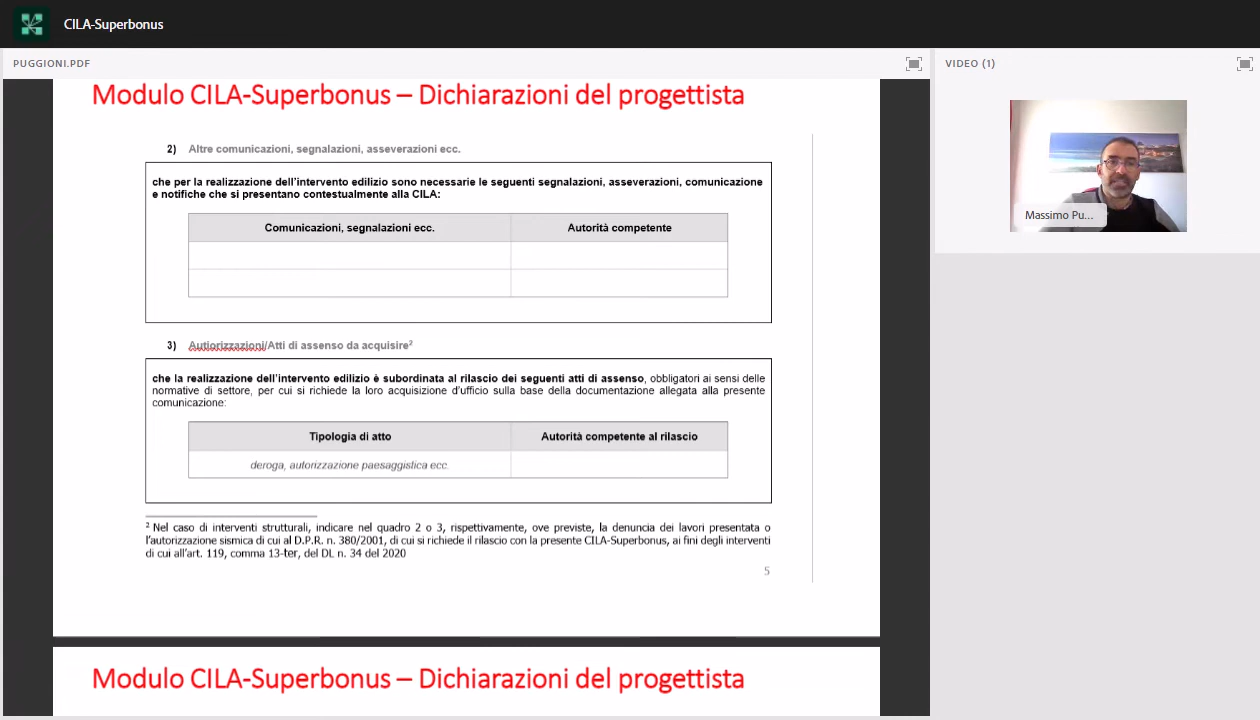 CILA-Superbonus
PUGGIONI.PDF
VIDEO (1)
Modulo CILA-Superbonus – Dichiarazioni del progettista
2) Altre comunicazioni, segnalazioni, asseverazioni ecc.
che per la realizzazione dell'intervento edilizio sono necessarie le seguenti segnalazioni, asseverazioni, comunicazione
e notifiche che si presentano contestualmente alla CILA:
Comunicazioni, segnalazioni ecc. Autorità competente
3) Autiorizzazioni/Atti di assenso da acquisire²
che la realizzazione dell'intervento edilizio è subordinata al rilascio dei seguenti atti di assenso, obbligatori ai sensi delle
normative di settore, per cui si richiede la loro acquisizione d'ufficio sulla base della documentazione allegata alla presente
comunicazione:
Tipologia di atto Autorità competente al rilascio
deroga, autorizzazione paesaggistica ecc.
² Nel caso di interventi strutturali, indicare nel quadro 2 o 3, rispettivamente, ove previste, la denuncia dei lavori presentata o
l'autorizzazione sismica di cui al D.P.R. n. 380/2001, di cui si richiede il rilascio con la presente CILA-Superbonus, ai fini degli interventi
di cui all'art. 119, comma 13-ter, del DL n. 34 del 2020
5
Modulo CILA-Superbonus – Dichiarazioni del progettista
Massimo Pu...